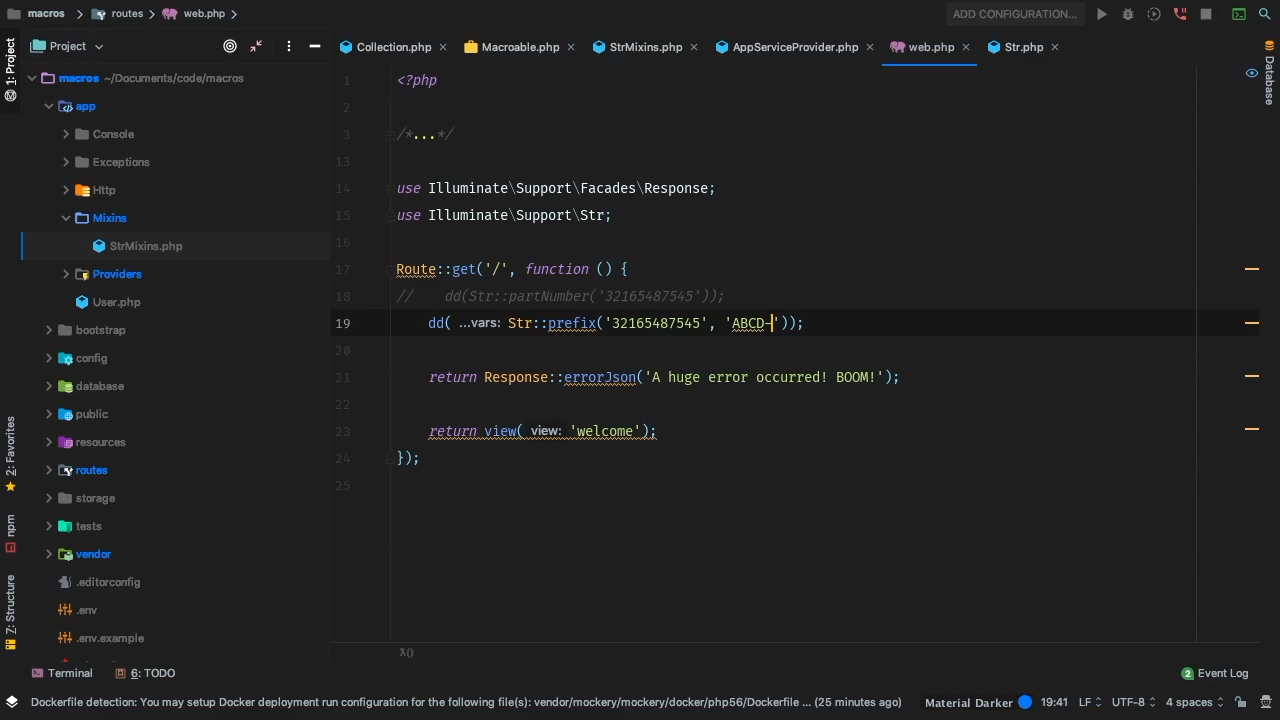 macros
routes
web.php
ADD CONFIGURATION...
1: Project
Project
Collection.php
Macroable.php
StrMixins.php
AppServiceProvider.php
web.php
Str.php
Database
macros ~/Documents/code/macros
app
Console
Exceptions
Http
Mixins
StrMixins.php
Providers
User.php
bootstrap
config
database
public
resources
routes
storage
tests
vendor
.editorconfig
.env
.env.example
2: Favorites
npm
7: Structure
1 <?php
2
3 /*...*/
13
14 use Illuminate\Support\Facades\Response;
15 use Illuminate\Support\Str;
16
17 Route::get('/', function () {
18 //    dd(Str::partNumber('32165487545'));
19     dd( ...vars: Str::prefix('32165487545', 'ABCD-'));
20
21     return Response::errorJson('A huge error occurred! BOOM!');
22
23     return view( view: 'welcome');
24 });
25
λ()
Terminal
6: TODO
2 Event Log
Dockerfile detection: You may setup Docker deployment run configuration for the following file(s): vendor/mockery/mockery/docker/php56/Dockerfile ... (25 minutes ago)
Material Darker
19:41
LF
UTF-8
4 spaces